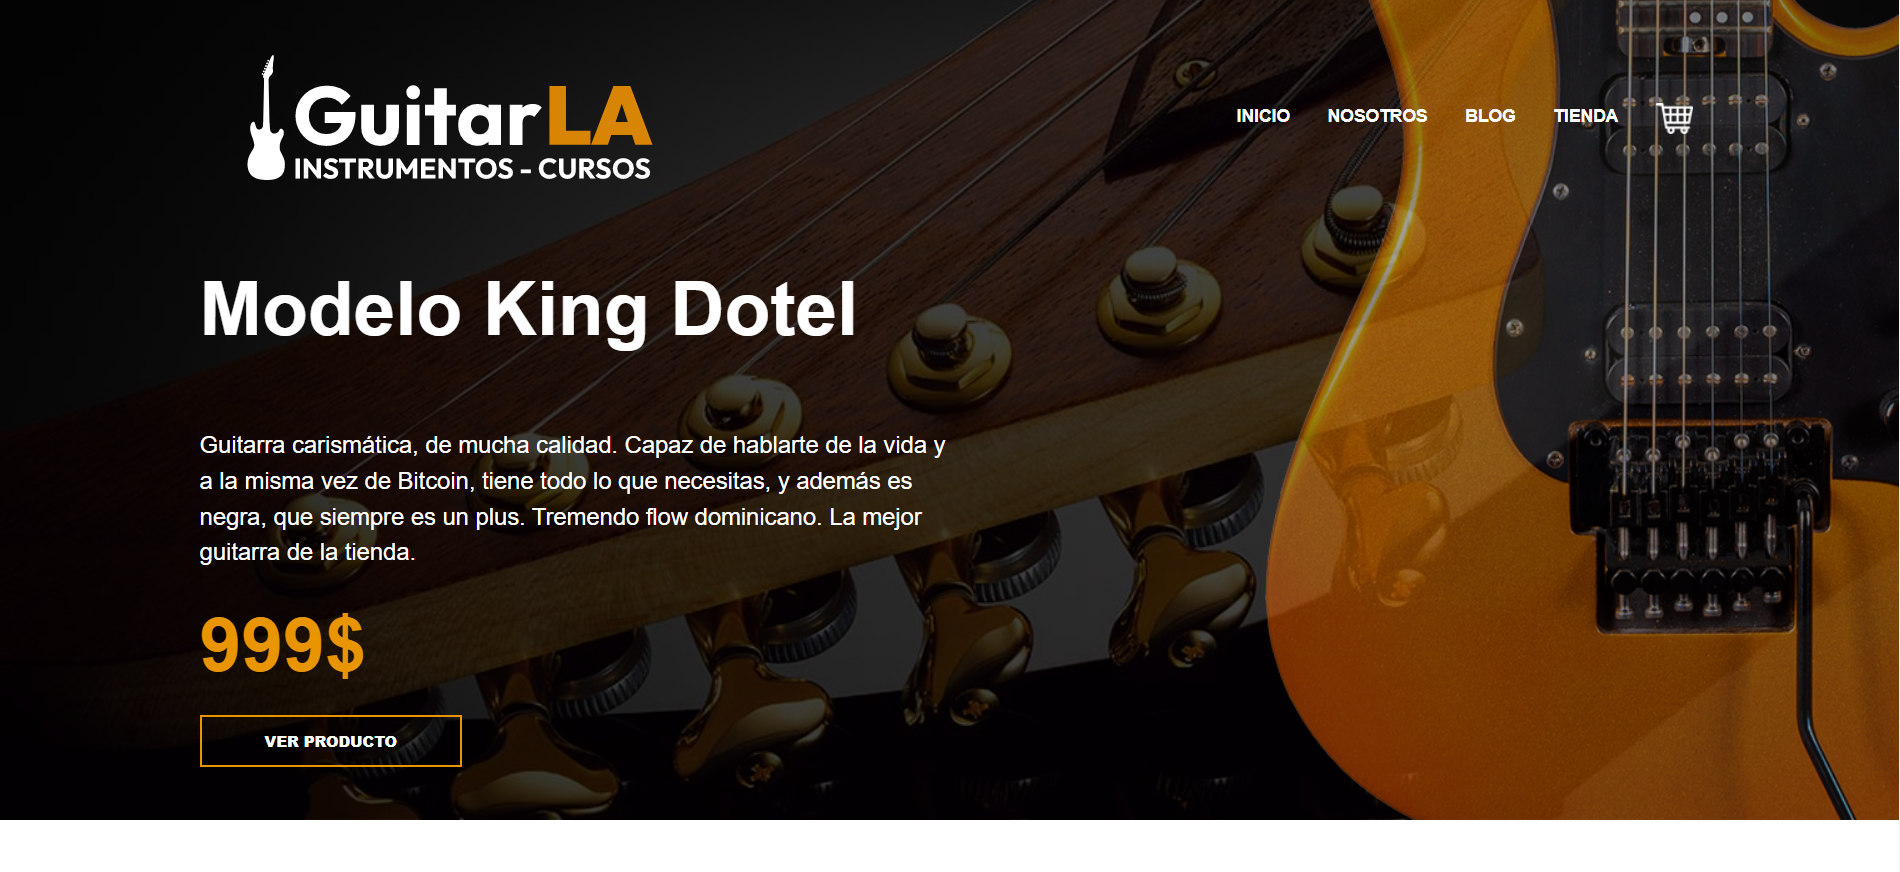 GuitarLA
INSTRUMENTOS - CURSOS
INICIO NOSOTROS BLOG TIENDA
Modelo King Dotel
Guitarra carismática, de mucha calidad. Capaz de hablarte de la vida y
a la misma vez de Bitcoin, tiene todo lo que necesitas, y además es
negra, que siempre es un plus. Tremendo flow dominicano. La mejor
guitarra de la tienda.
999$
VER PRODUCTO